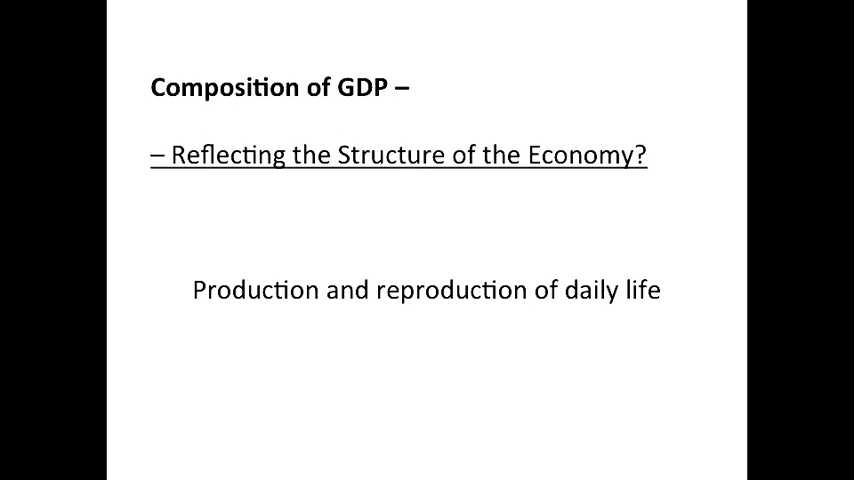 Composition of GDP –
– Reflecting the Structure of the Economy?
Production and reproduction of daily life